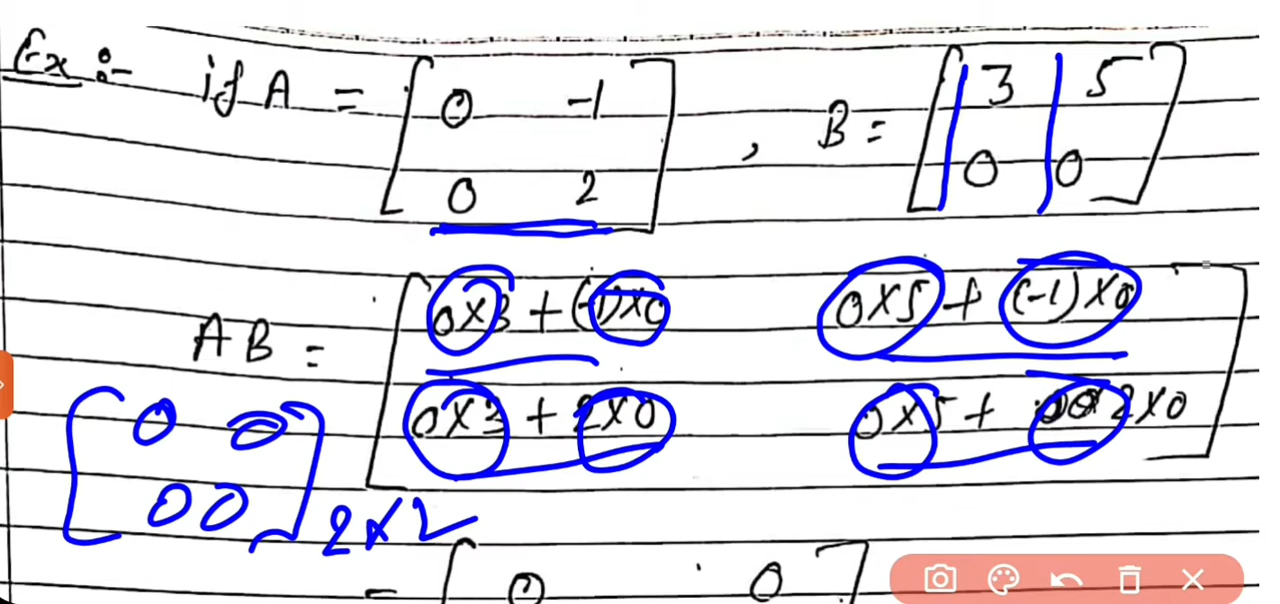 Ex :- if A = [ 0 -1 , B = [ 3 5 ]
0 2 ] 0 0
AB = [ 0×3 + (-1)×0 0×5 + (-1)×0 ]
0×3 + 2×0 0×5 + 2×0
[ 0 0
0 0 ] 2×2
= [ 0 0 ]